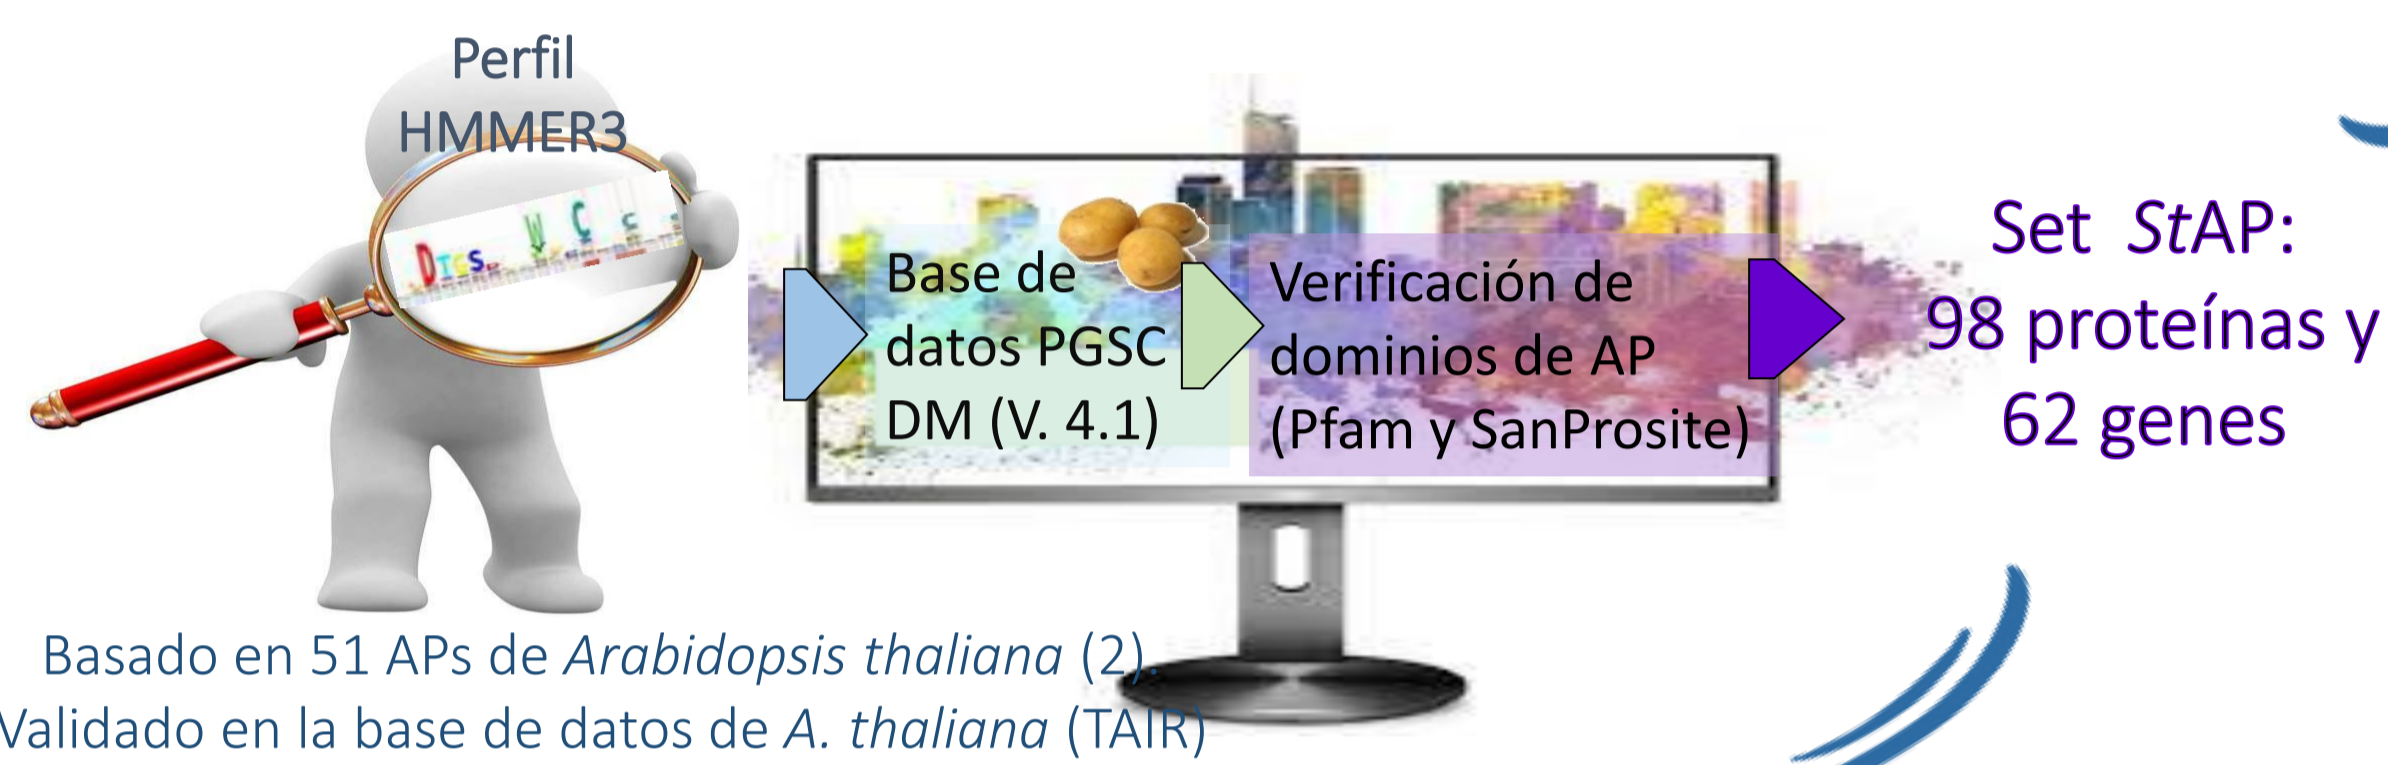 Perfil
HMMER3
DTGS
Basado en 51 APs de Arabidopsis thaliana (2).
Validado en la base de datos de A. thaliana (TAIR)
Base de
datos PGSC
DM (V. 4.1)
Verificación de
dominios de AP
(Pfam y SanProsite)
Set StAP:
98 proteínas y
62 genes